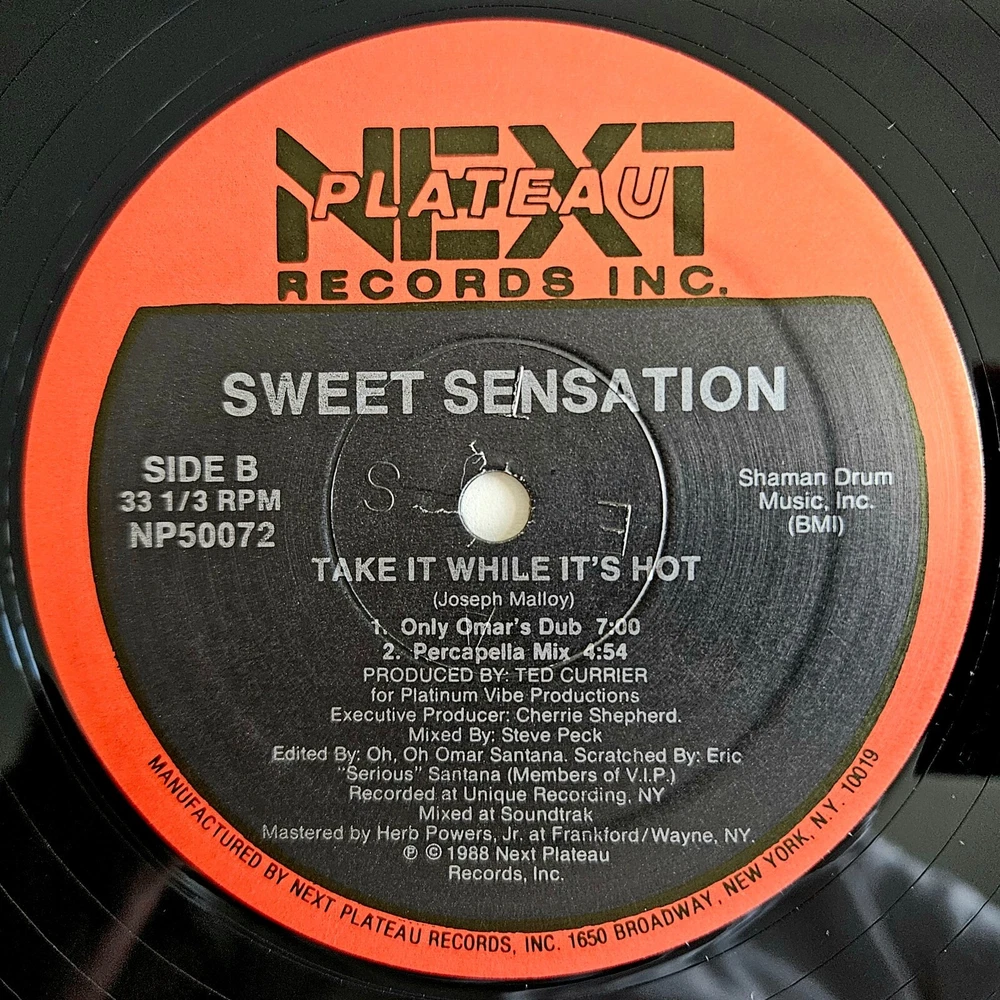 NEXT
PLATEAU
RECORDS INC.
SWEET SENSATION
SIDE B
33 1/3 RPM
NP50072
Shaman Drum
Music, Inc.
(BMI)
TAKE IT WHILE IT'S HOT
(Joseph Malloy)
1. Only Omar's Dub 7:00
2. Percapella Mix 4:54
PRODUCED BY: TED CURRIER
for Platinum Vibe Productions
Executive Producer: Cherrie Shepherd.
Mixed By: Steve Peck
Edited By: Oh, Oh Omar Santana. Scratched By: Eric
"Serious" Santana (Members of V.I.P.)
Recorded at Unique Recording, NY
Mixed at Soundtrak
Mastered by Herb Powers, Jr. at Frankford/Wayne, NY.
℗ © 1988 Next Plateau
Records, Inc.
MANUFACTURED BY NEXT PLATEAU RECORDS, INC. 1650 BROADWAY, NEW YORK, N.Y. 10019